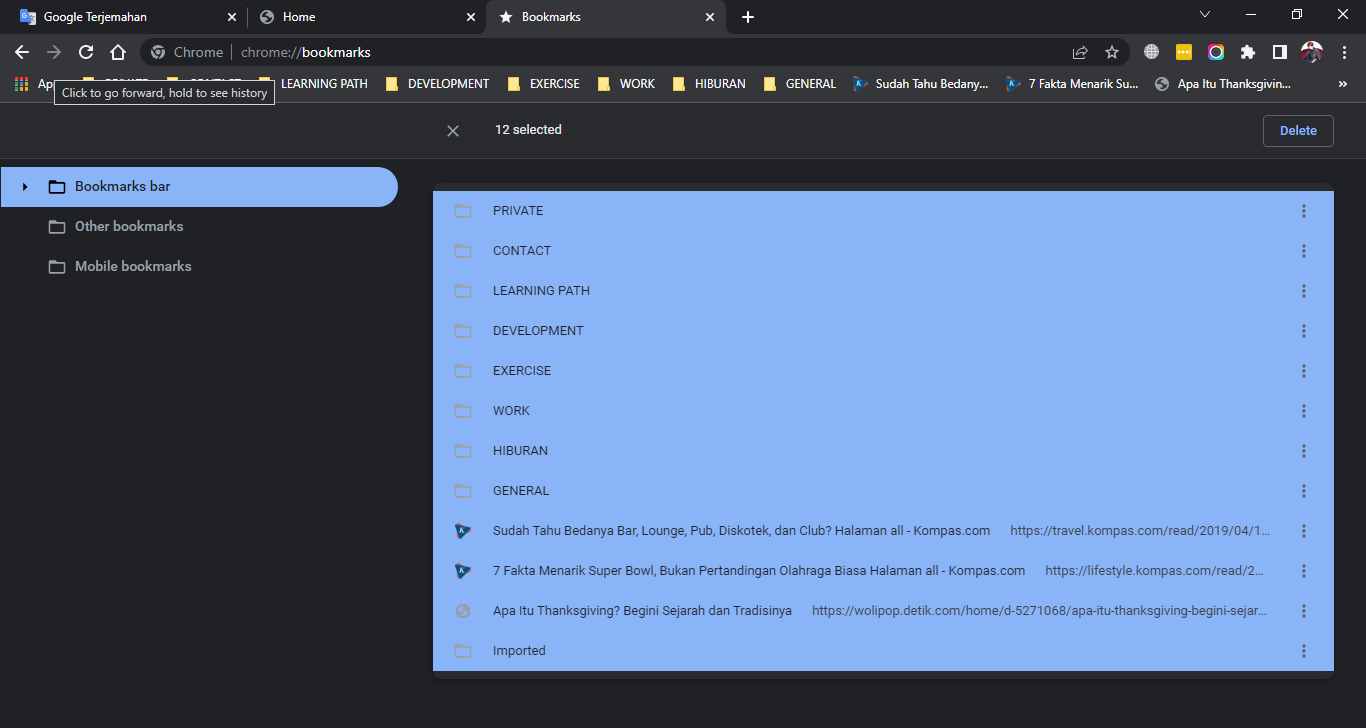 Google Terjemahan
Home
Bookmarks
Chrome chrome://bookmarks
LEARNING PATH DEVELOPMENT EXERCISE WORK HIBURAN GENERAL Sudah Tahu Bedany... 7 Fakta Menarik Su... Apa Itu Thanksgivin... »
Click to go forward, hold to see history
12 selected
Delete
Bookmarks bar
Other bookmarks
Mobile bookmarks
PRIVATE
CONTACT
LEARNING PATH
DEVELOPMENT
EXERCISE
WORK
HIBURAN
GENERAL
Sudah Tahu Bedanya Bar, Lounge, Pub, Diskotek, dan Club? Halaman all - Kompas.com https://travel.kompas.com/read/2019/04/1...
7 Fakta Menarik Super Bowl, Bukan Pertandingan Olahraga Biasa Halaman all - Kompas.com https://lifestyle.kompas.com/read/2...
Apa Itu Thanksgiving? Begini Sejarah dan Tradisinya https://wolipop.detik.com/home/d-5271068/apa-itu-thanksgiving-begini-sejar...
Imported